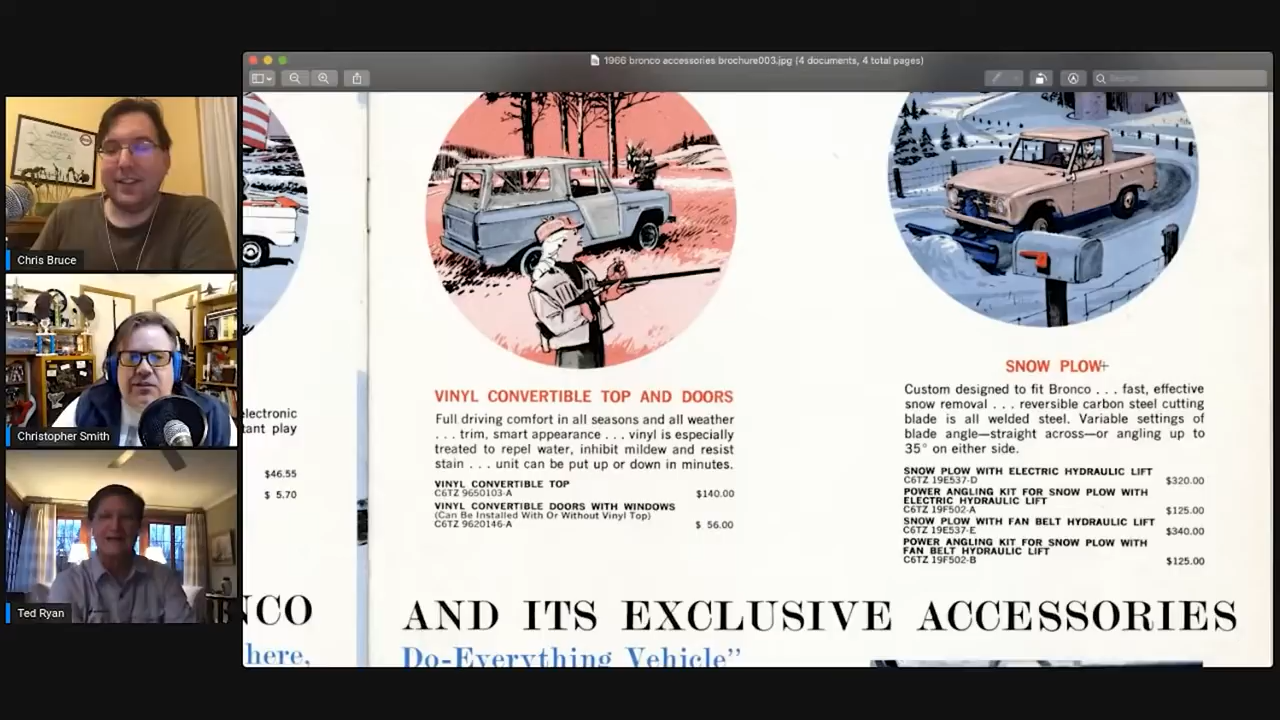 1966 bronco accessories brochure003.jpg (4 documents, 4 total pages)
Search
Chris Bruce
Christopher Smith
Ted Ryan
electronic
tant play
$46.55
$ 5.70
VINYL CONVERTIBLE TOP AND DOORS
Full driving comfort in all seasons and all weather
. . . trim, smart appearance . . . vinyl is especially
treated to repel water, inhibit mildew and resist
stain . . . unit can be put up or down in minutes.
VINYL CONVERTIBLE TOP
C6TZ 9650103-A $140.00
VINYL CONVERTIBLE DOORS WITH WINDOWS
(Can Be Installed With Or Without Vinyl Top)
C6TZ 9620146-A $ 56.00
SNOW PLOW
Custom designed to fit Bronco . . . fast, effective
snow removal . . . reversible carbon steel cutting
blade is all welded steel. Variable settings of
blade angle—straight across—or angling up to
35° on either side.
SNOW PLOW WITH ELECTRIC HYDRAULIC LIFT
C6TZ 19E537-D $320.00
POWER ANGLING KIT FOR SNOW PLOW WITH
ELECTRIC HYDRAULIC LIFT
C6TZ 19F502-A $125.00
SNOW PLOW WITH FAN BELT HYDRAULIC LIFT
C6TZ 19E537-E $340.00
POWER ANGLING KIT FOR SNOW PLOW WITH
FAN BELT HYDRAULIC LIFT
C6TZ 19F502-B $125.00
NCO AND ITS EXCLUSIVE ACCESSORIES
here, Do-Everything Vehicle”